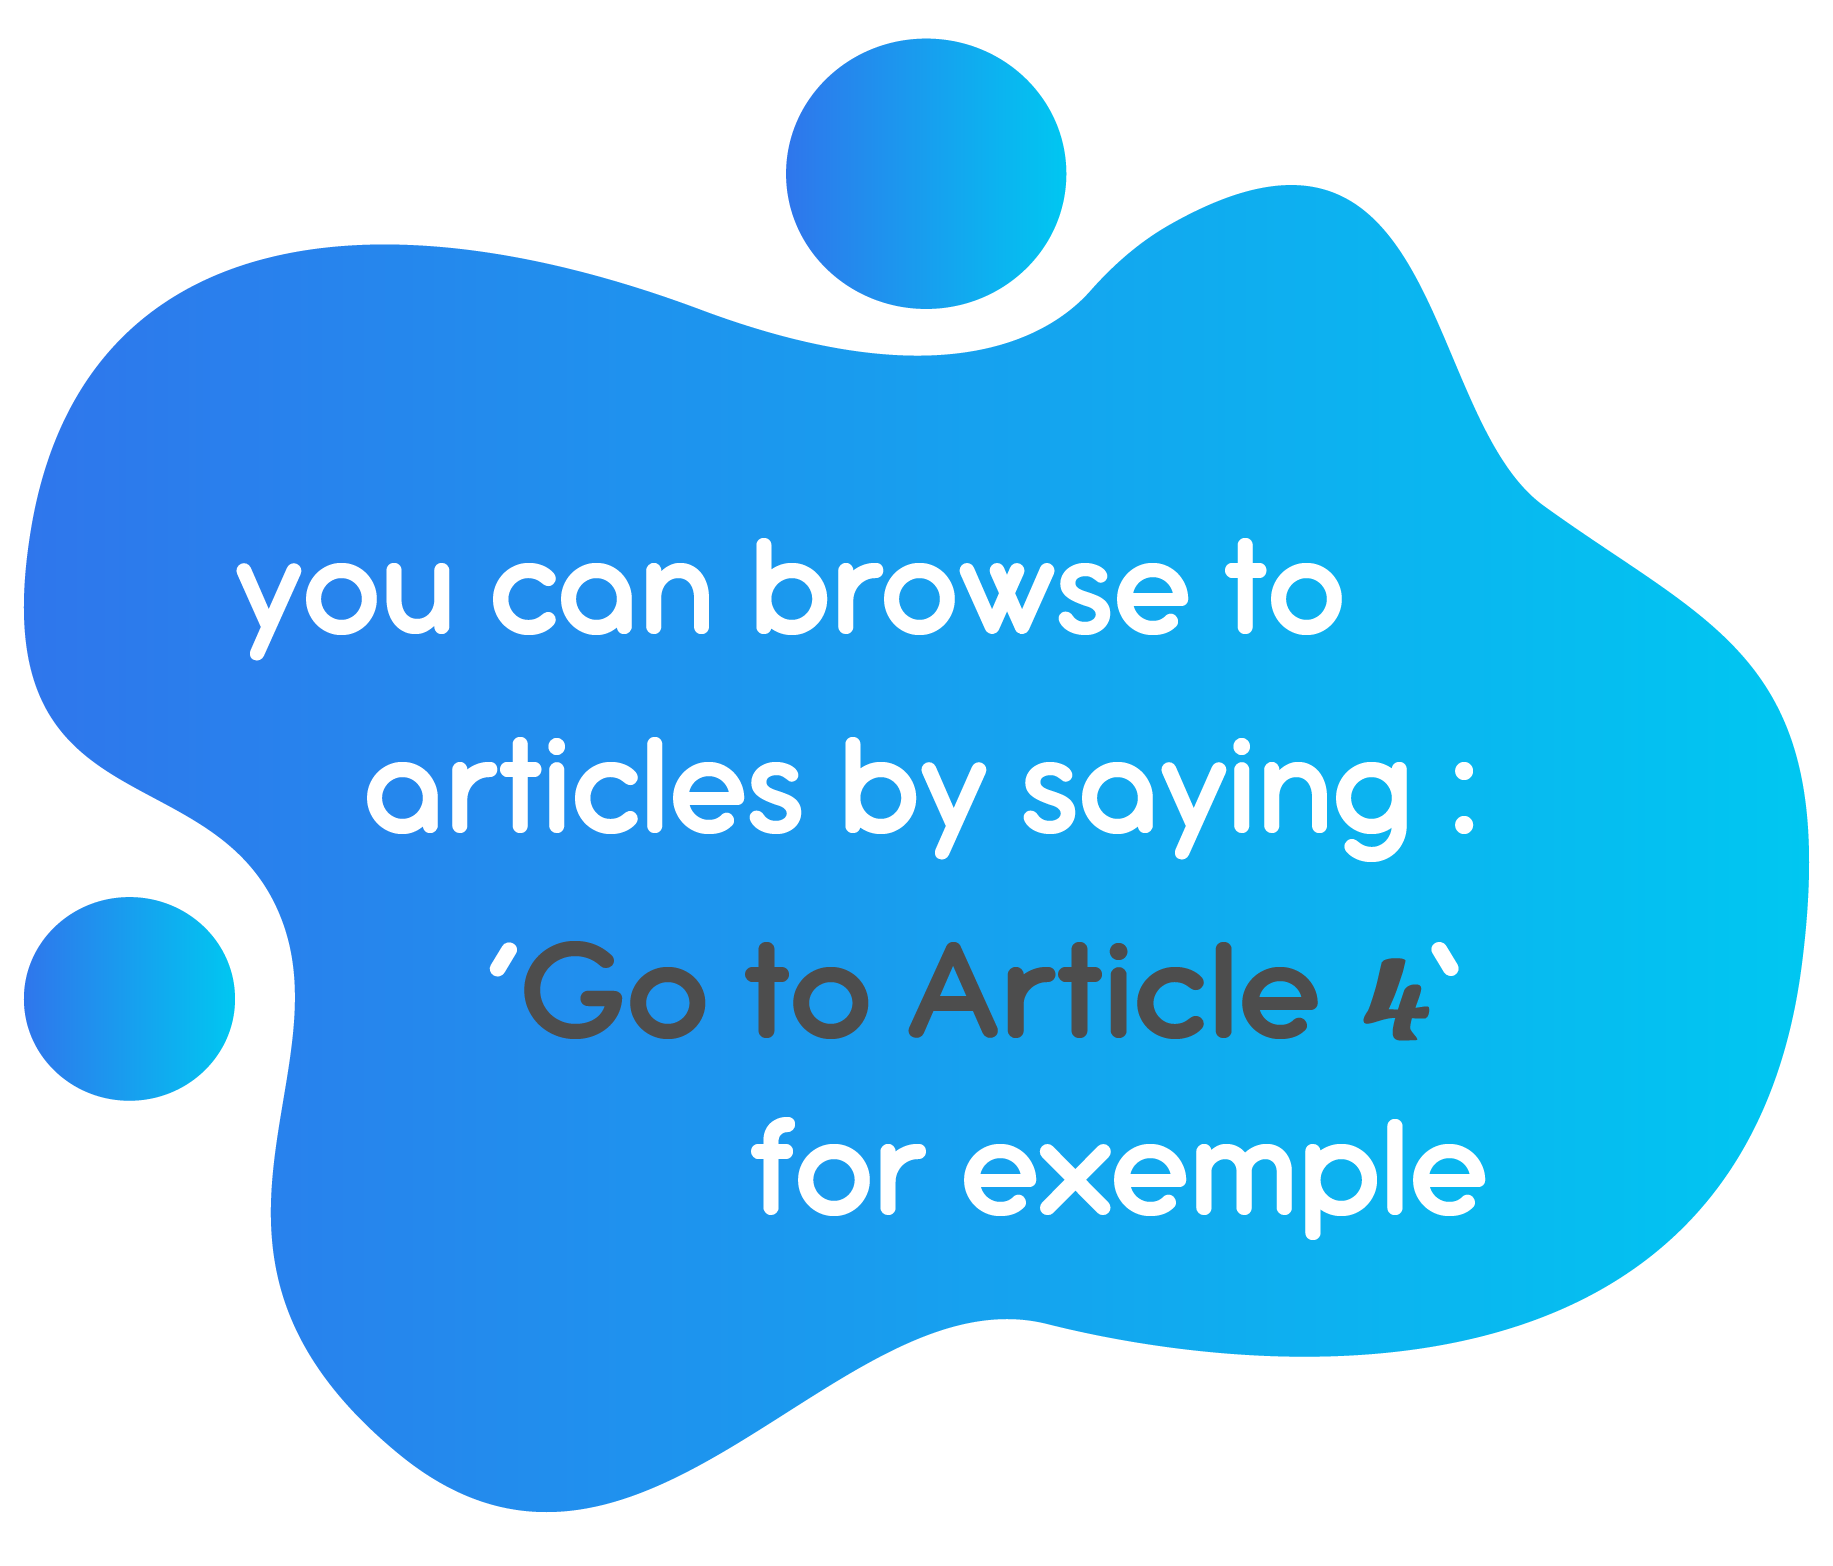 you can browse to
articles by saying :
´Go to Article 4`
for exemple